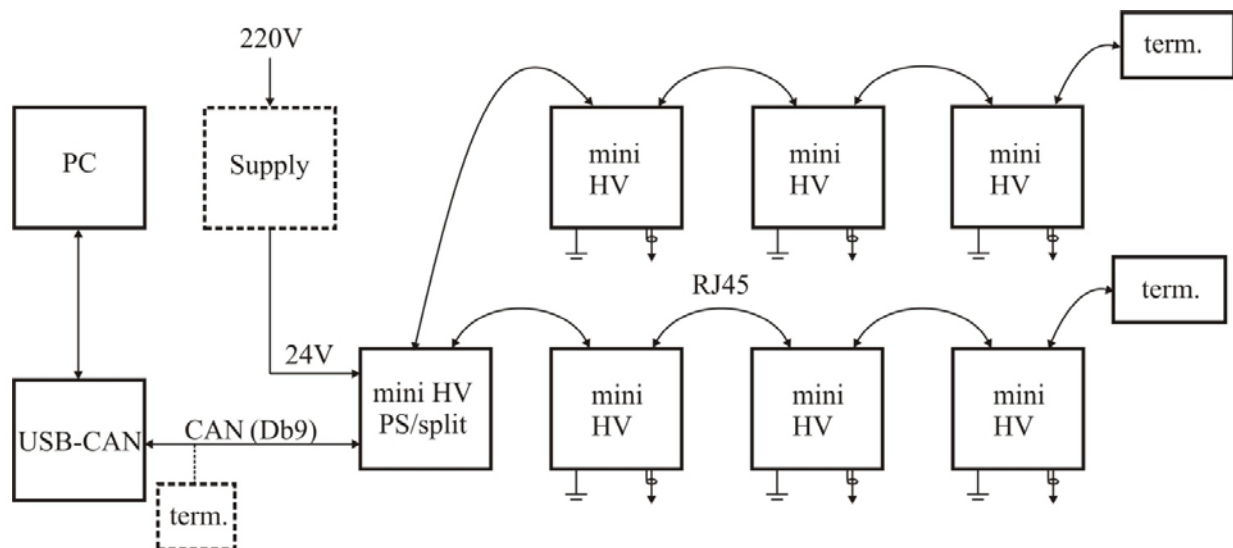 220V
term.
PC
Supply
mini
HV
mini
HV
mini
HV
RJ45
term.
24V
mini HV
PS/split
mini
HV
mini
HV
mini
HV
USB-CAN
CAN (Db9)
term.